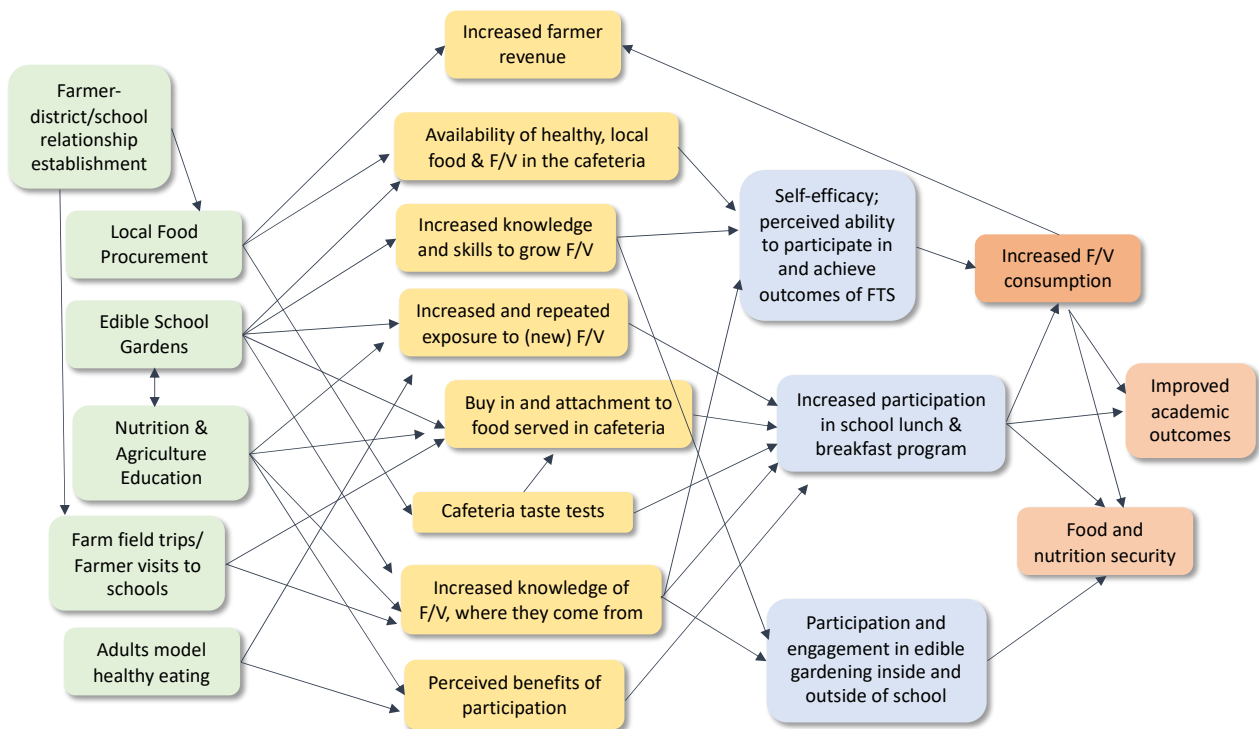 Farmer-
district/school
relationship
establishment
Local Food
Procurement
Edible School
Gardens
Nutrition &
Agriculture
Education
Farm field trips/
Farmer visits to
schools
Adults model
healthy eating
Increased farmer
revenue
Availability of healthy, local
food & F/V in the cafeteria
Increased knowledge
and skills to grow F/V
Increased and repeated
exposure to (new) F/V
Buy in and attachment to
food served in cafeteria
Cafeteria taste tests
Increased knowledge of
F/V, where they come from
Perceived benefits of
participation
Self-efficacy;
perceived ability
to participate in
and achieve
outcomes of FTS
Increased participation
in school lunch &
breakfast program
Participation and
engagement in edible
gardening inside and
outside of school
Increased F/V
consumption
Improved
academic
outcomes
Food and
nutrition security